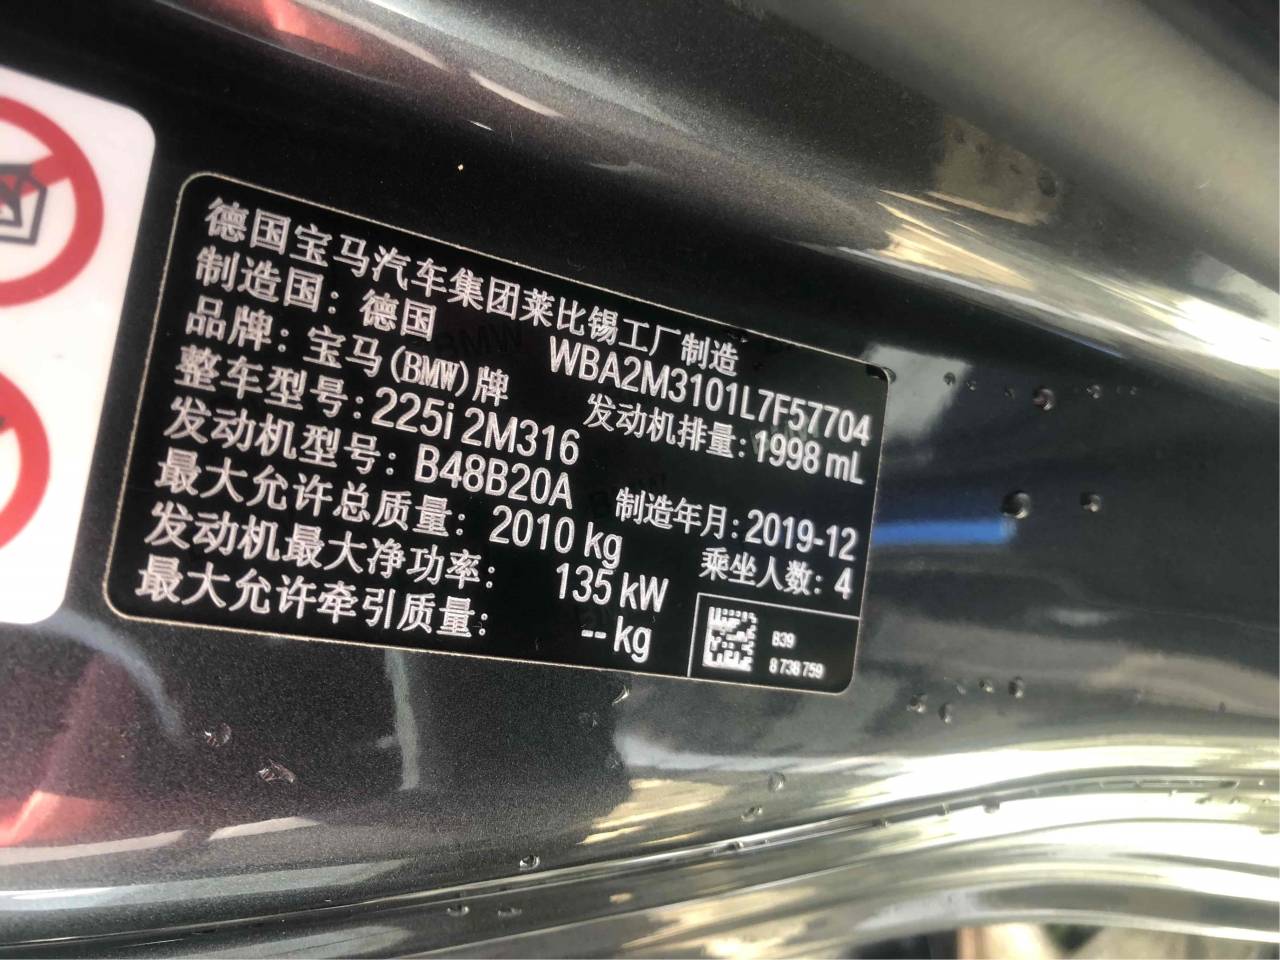 德国宝马汽车集团莱比锡工厂制造
制造国：德国 WBA2M3101L7F57704
品牌：宝马(BMW)牌 发动机排量：1998 mL
整车型号：225i 2M316
发动机型号：B48B20A 制造年月：2019-12
最大允许总质量：2010 kg 乘坐人数：4
发动机最大净功率：135 kW
最大允许牵引质量：-- kg
B39
8 738 759